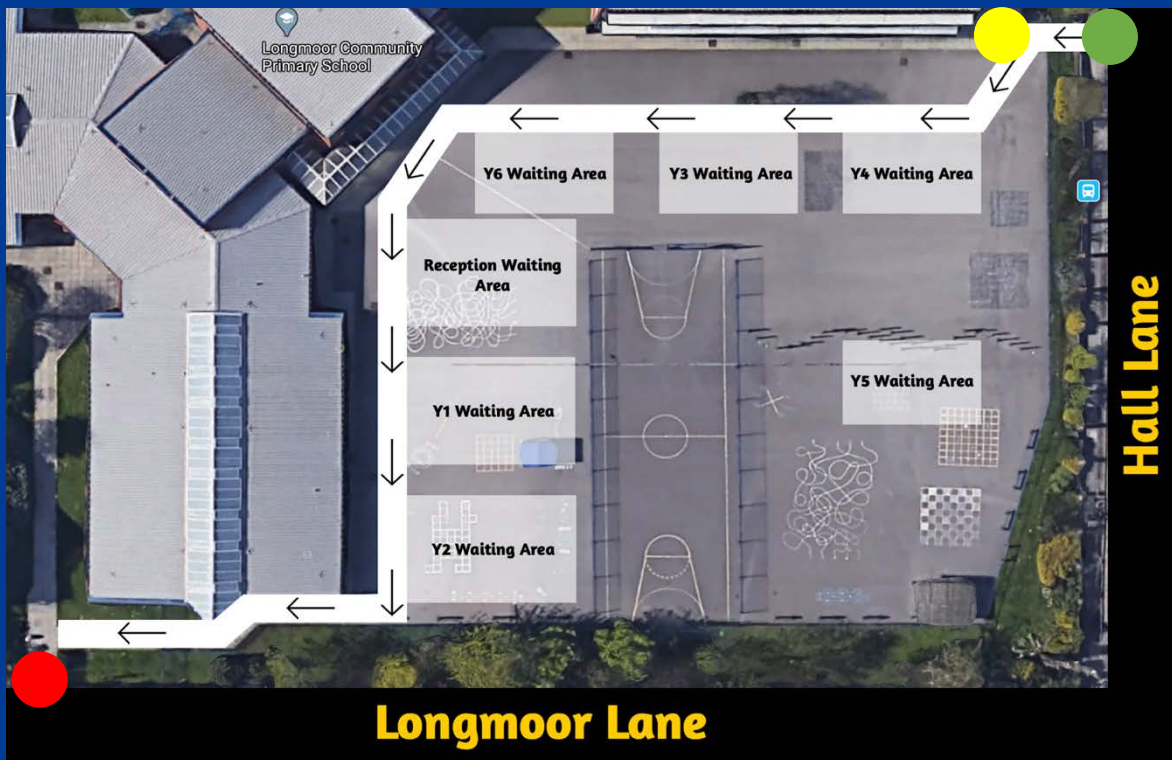 Longmoor Community
Primary School
Y6 Waiting Area
Y3 Waiting Area
Y4 Waiting Area
Reception Waiting
Area
Y5 Waiting Area
Y1 Waiting Area
Y2 Waiting Area
Hall Lane
Longmoor Lane